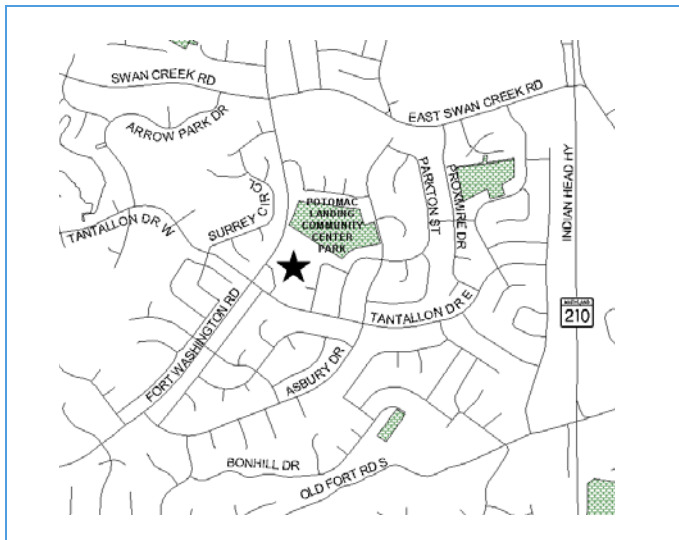 SWAN CREEK RD
EAST SWAN CREEK RD
ARROW PARK DR
INDIAN HEAD HY
PARKTON ST
PROXMIRE DR
SURREY CIR CL
TANTALLON DR W
POTOMAC
LANDING
COMMUNITY
CENTER
PARK
MARYLAND
210
TANTALLON DR E
FORT WASHINGTON RD
ASBURY DR
BONHILL DR
OLD FORT RD S